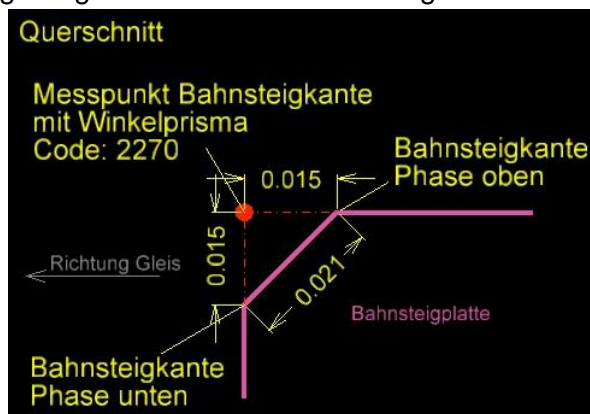 Querschnitt
Messpunkt Bahnsteigkante
mit Winkelprisma
Code: 2270
Bahnsteigkante
Phase oben
0.015
0.015
Richtung Gleis
0.021
Bahnsteigplatte
Bahnsteigkante
Phase unten